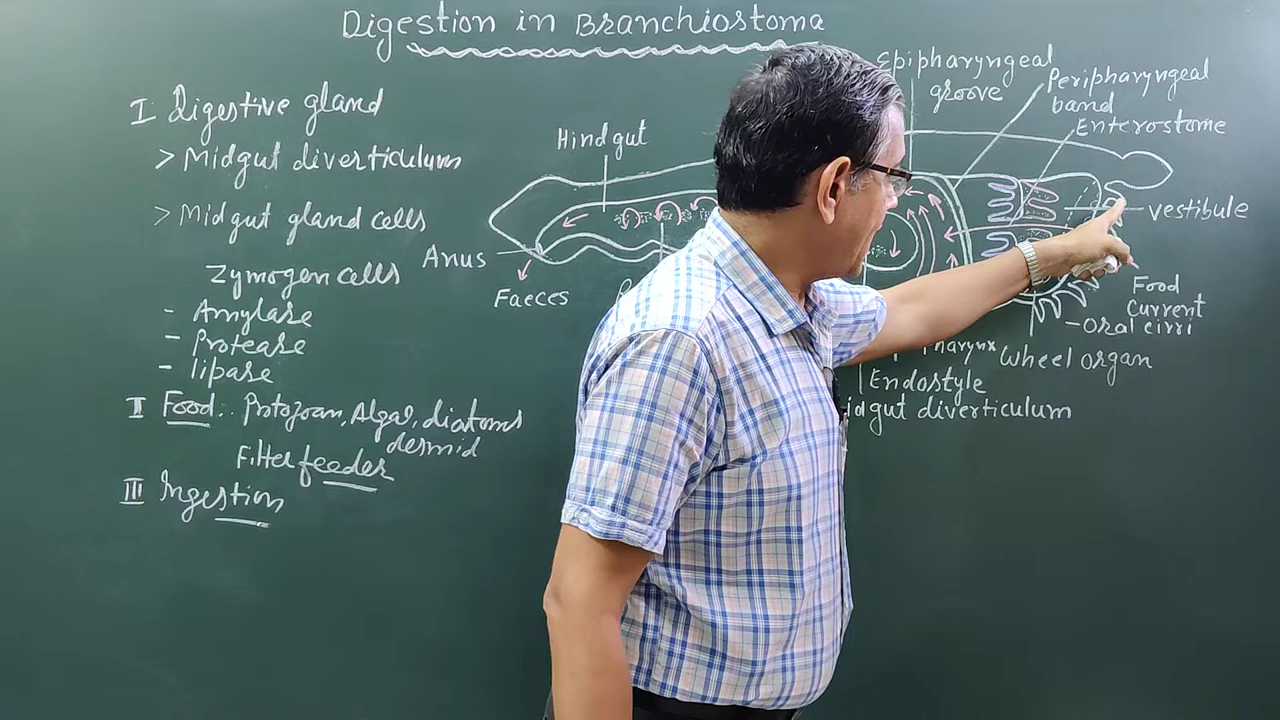 Digestion in Branchiostoma
I Digestive gland
> Midgut diverticulum
> Midgut gland cells
Zymogen cells
- Amylase
- Protease
- lipase
II Food: Protozoan, Algae, diatoms
desmid
Filter feeder
III Ingestion
Hindgut
Anus
Faeces
Epipharyngeal
groove
Peripharyngeal
band
Enterostome
Vestibule
Food
Current
-Oral cirri
Wheel organ
Endostyle
diverticulum